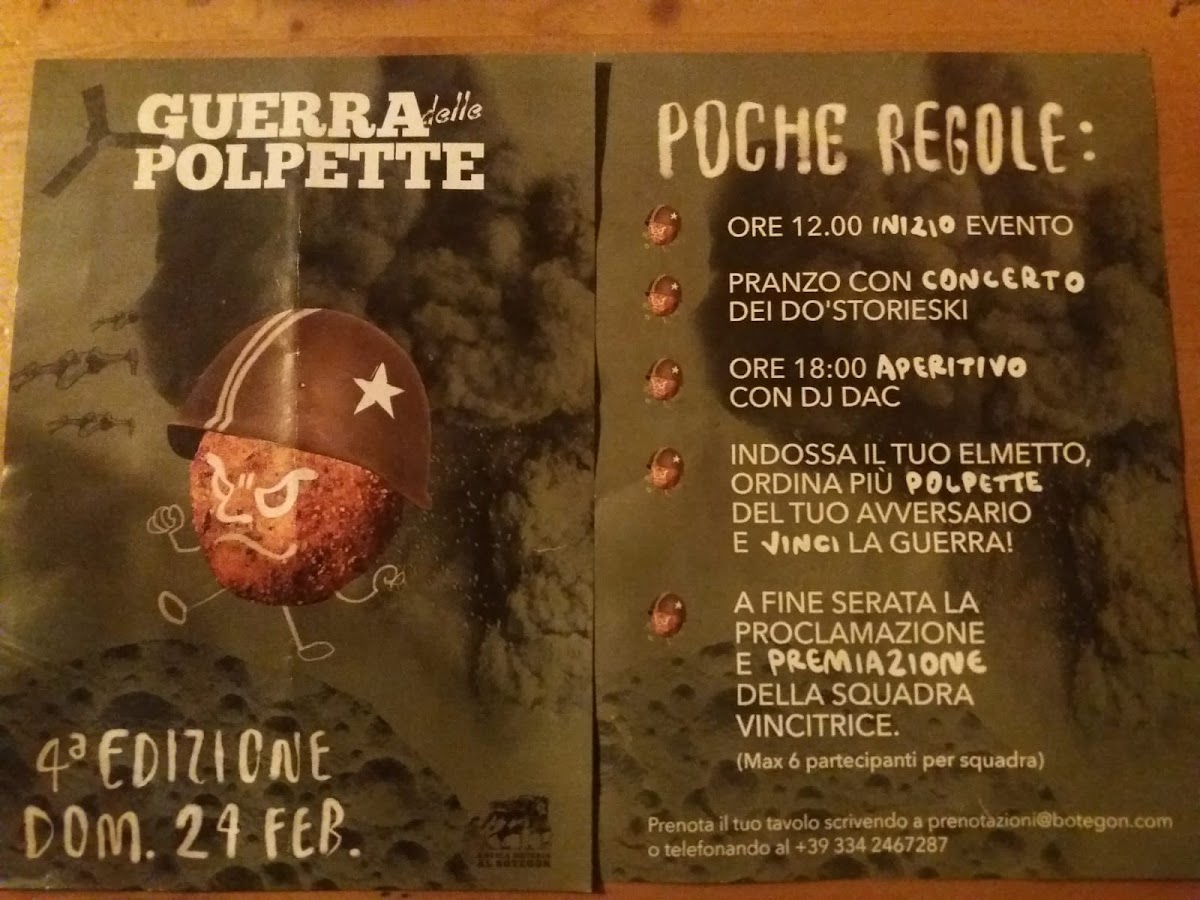 GUERRA delle
POLPETTE
4ª EDIZIONE
DOM. 24 FEB.
AL BOTEGON
POCHE REGOLE:
ORE 12.00 INIZIO EVENTO
PRANZO CON CONCERTO
DEI DO'STORIESKI
ORE 18:00 APERITIVO
CON DJ DAC
INDOSSA IL TUO ELMETTO,
ORDINA PIÙ POLPETTE
DEL TUO AVVERSARIO
E VINCI LA GUERRA!
A FINE SERATA LA
PROCLAMAZIONE
E PREMIAZIONE
DELLA SQUADRA
VINCITRICE.
(Max 6 partecipanti per squadra)
Prenota il tuo tavolo scrivendo a prenotazioni@botegon.com
o telefonando al +39 334 2467287